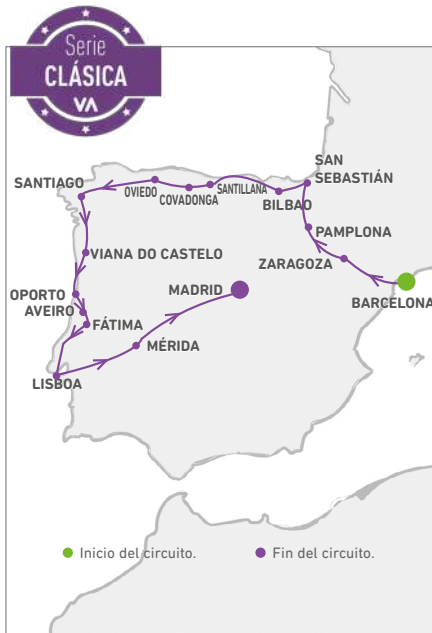 Serie
CLÁSICA
VA
SAN
SEBASTIÁN
SANTIAGO
OVIEDO
COVADONGA
SANTILLANA
BILBAO
PAMPLONA
VIANA DO CASTELO
ZARAGOZA
MADRID
OPORTO
BARCELONA
AVEIRO
FÁTIMA
MÉRIDA
LISBOA
Inicio del circuito.
Fin del circuito.